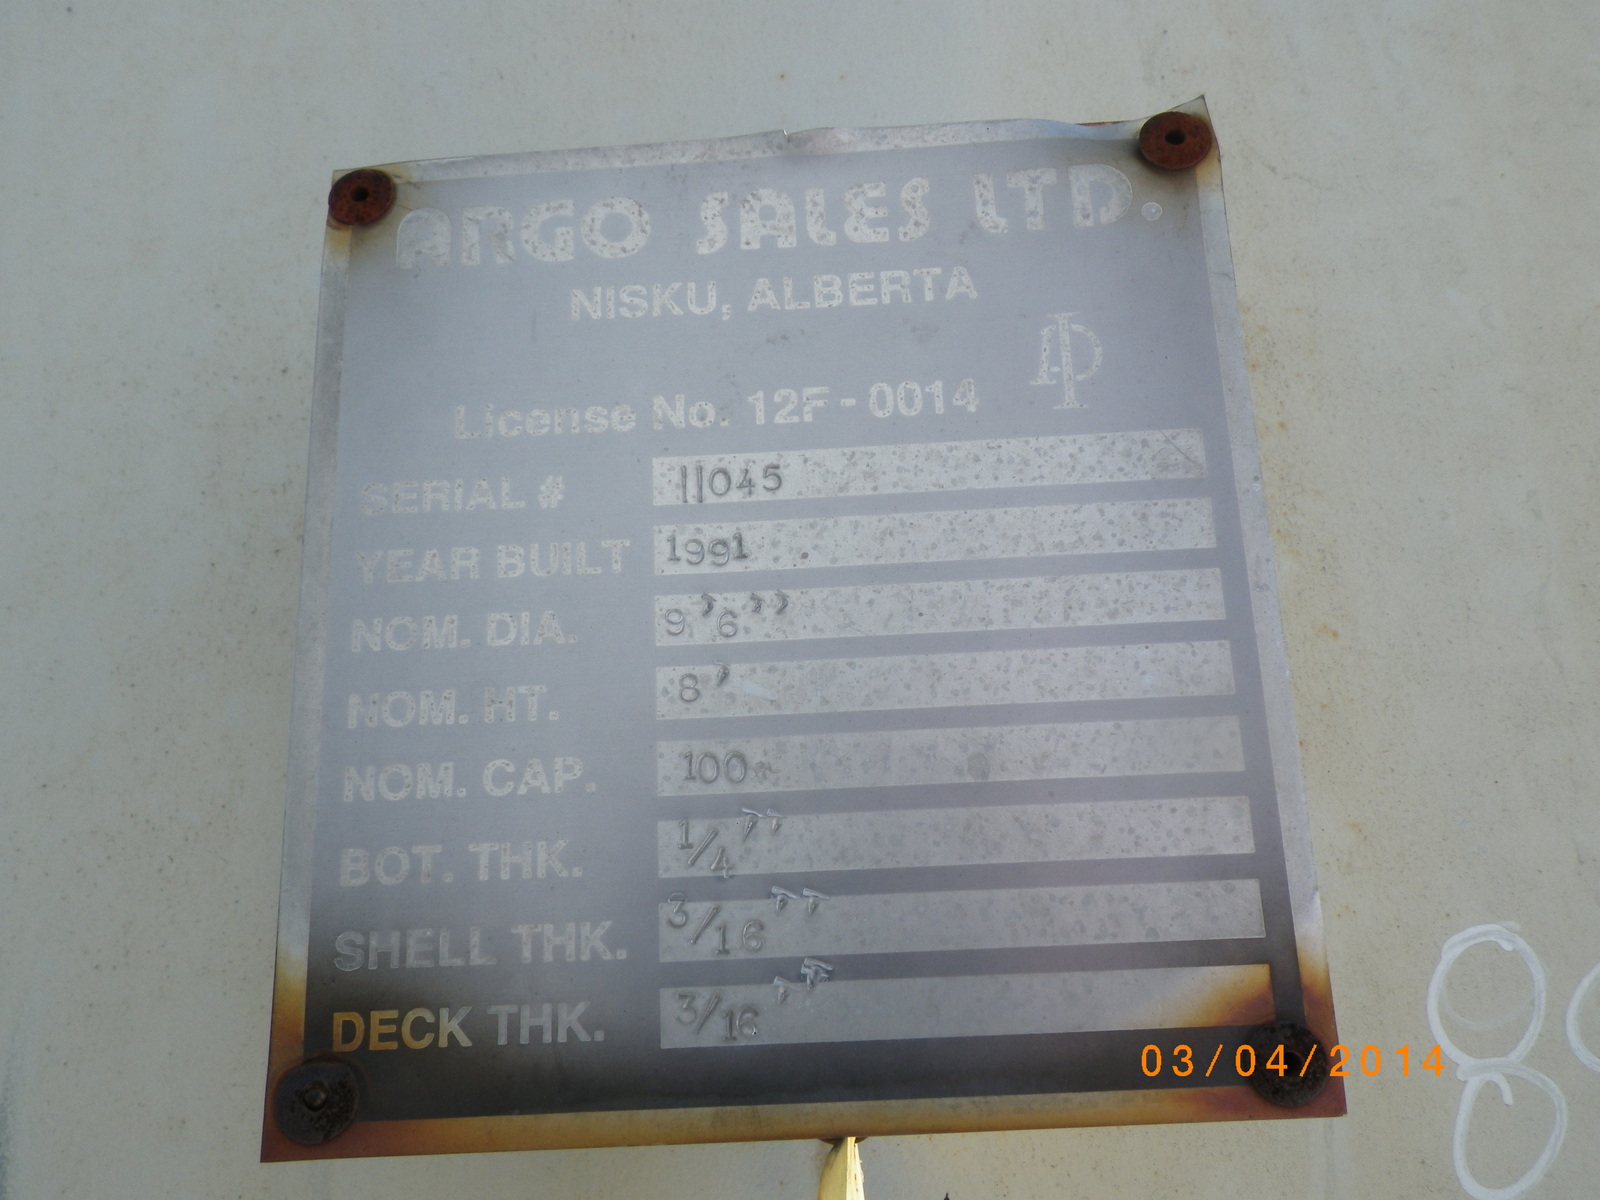 ARGO SALES LTD.
NISKU, ALBERTA
AP
License No. 12F-0014
SERIAL # 11045
YEAR BUILT 1991
NOM. DIA. 9'6''
NOM. HT. 8'
NOM. CAP. 100
BOT. THK. 1/4''
SHELL THK. 3/16''
DECK THK. 3/16''
03/04/2014